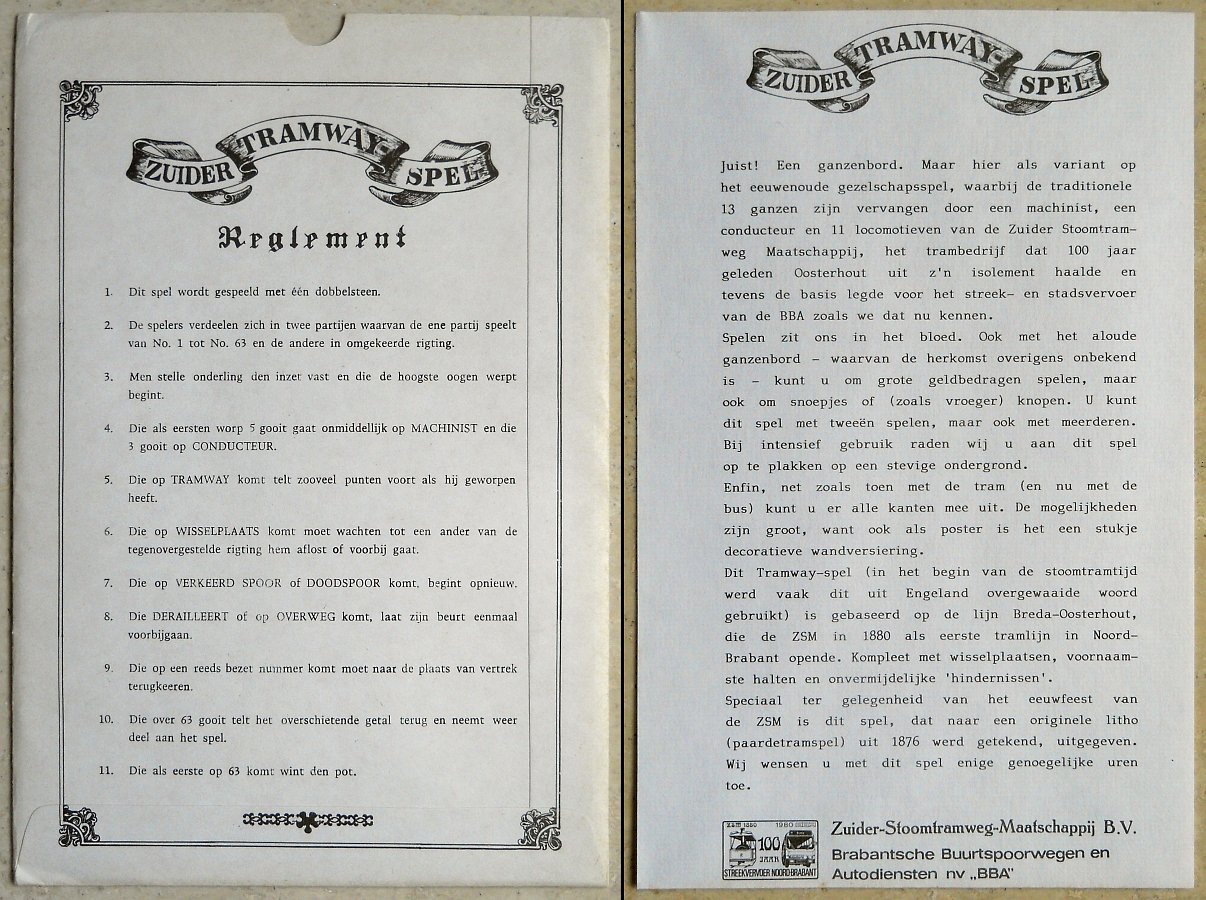 ZUIDER TRAMWAY- SPEL
Reglement
1. Dit spel wordt gespeeld met één dobbelsteen.
2. De spelers verdeelen zich in twee partijen waarvan de ene partij speelt
van No. 1 tot No. 63 en de andere in omgekeerde rigting.
3. Men stelle onderling den inzet vast en die de hoogste oogen werpt
begint.
4. Die als eersten worp 5 gooit gaat onmiddellijk op MACHINIST en die
3 gooit op CONDUCTEUR.
5. Die op TRAMWAY komt telt zooveel punten voort als hij geworpen
heeft.
6. Die op WISSELPLAATS komt moet wachten tot een ander van de
tegenovergestelde rigting hem aflost of voorbij gaat.
7. Die op VERKEERD SPOOR of DOODSPOOR komt, begint opnieuw.
8. Die DERAILLEERT of op OVERWEG komt, laat zijn beurt eenmaal
voorbijgaan.
9. Die op een reeds bezet nummer komt moet naar de plaats van vertrek
terugkeeren.
10. Die over 63 gooit telt het overschietende getal terug en neemt weer
deel aan het spel.
11. Die als eerste op 63 komt wint den pot.
ZUIDER TRAMWAY- SPEL
Juist! Een ganzenbord. Maar hier als variant op
het eeuwenoude gezelschapsspel, waarbij de traditionele
13 ganzen zijn vervangen door een machinist, een
conducteur en 11 locomotieven van de Zuider Stoomtram-
weg Maatschappij, het trambedrijf dat 100 jaar
geleden Oosterhout uit z'n isolement haalde en
tevens de basis legde voor het streek- en stadsvervoer
van de BBA zoals we dat nu kennen.
Spelen zit ons in het bloed. Ook met het aloude
ganzenbord - waarvan de herkomst overigens onbekend
is - kunt u om grote geldbedragen spelen, maar
ook om snoepjes of (zoals vroeger) knopen. U kunt
dit spel met tweeën spelen, maar ook met meerderen.
Bij intensief gebruik raden wij u aan dit spel
op te plakken op een stevige ondergrond.
Enfin, net zoals toen met de tram (en nu met de
bus) kunt u er alle kanten mee uit. De mogelijkheden
zijn groot, want ook als poster is het een stukje
decoratieve wandversiering.
Dit Tramway-spel (in het begin van de stoomtramtijd
werd vaak dit uit Engeland overgewaaide woord
gebruikt) is gebaseerd op de lijn Breda-Oosterhout,
die de ZSM in 1880 als eerste tramlijn in Noord-
Brabant opende. Kompleet met wisselplaatsen, voornaam-
ste halten en onvermijdelijke 'hindernissen'.
Speciaal ter gelegenheid van het eeuwfeest van
de ZSM is dit spel, dat naar een originele litho
(paardetramspel) uit 1876 werd getekend, uitgegeven.
Wij wensen u met dit spel enige genoegelijke uren
toe.
ZSM 1880 1980
100
JAAR
STREEKVERVOER NOORD-BRABANT
Zuider-Stoomtramweg-Maatschappij B.V.
Brabantsche Buurtspoorwegen en
Autodiensten nv „BBA"